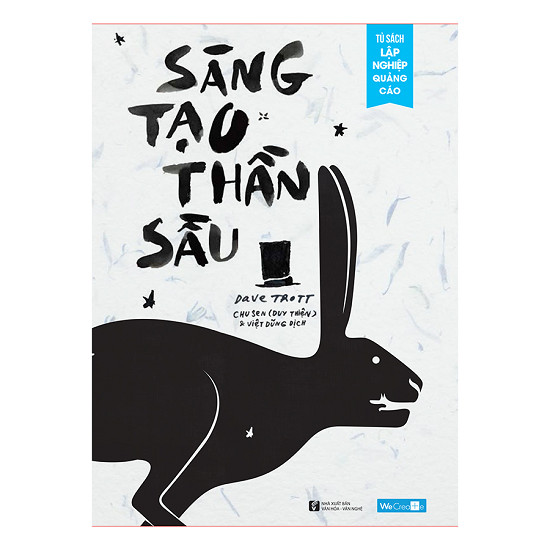 TỦ SÁCH
LẬP
NGHIỆP
QUẢNG
CÁO
SÁNG
TẠO
THẦN
SẦU
Dave TROTT
CHU SEN (DUY THIỆN)
& VIỆT DŨNG DỊCH
NHÀ XUẤT BẢN
VĂN HÓA - VĂN NGHỆ
WeCreate